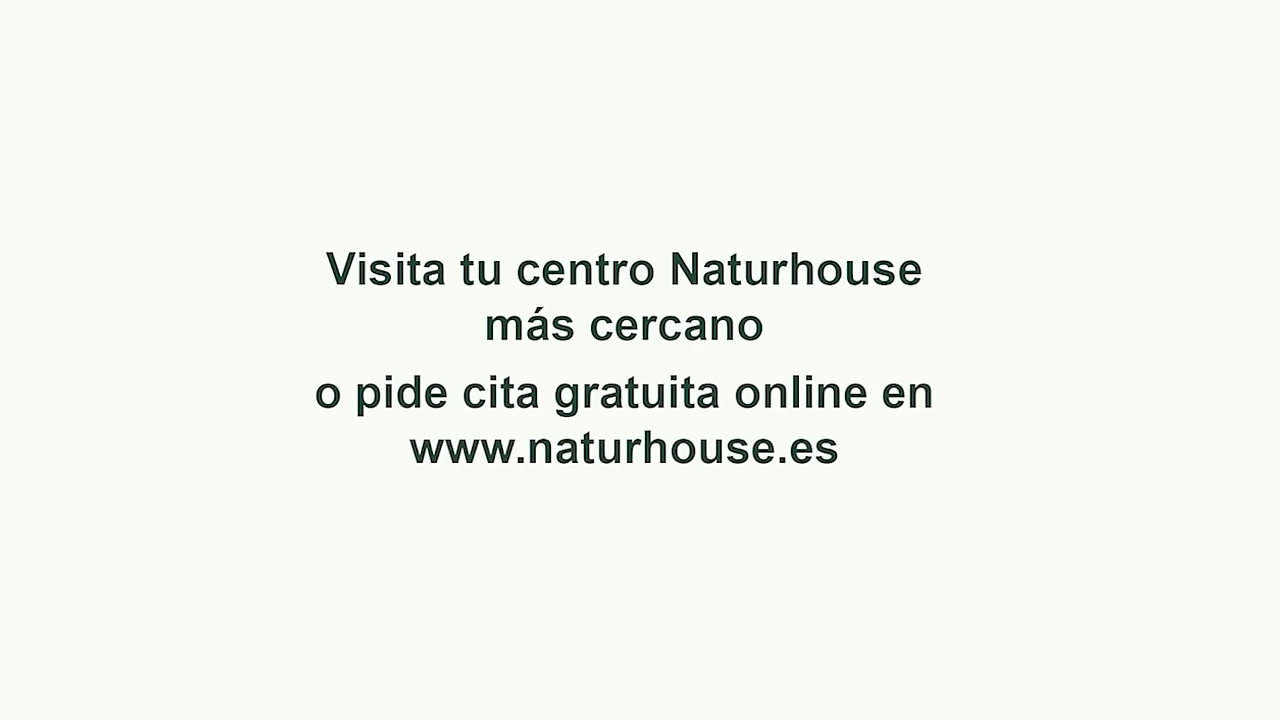 Visita tu centro Naturhouse
más cercano
o pide cita gratuita online en
www.naturhouse.es